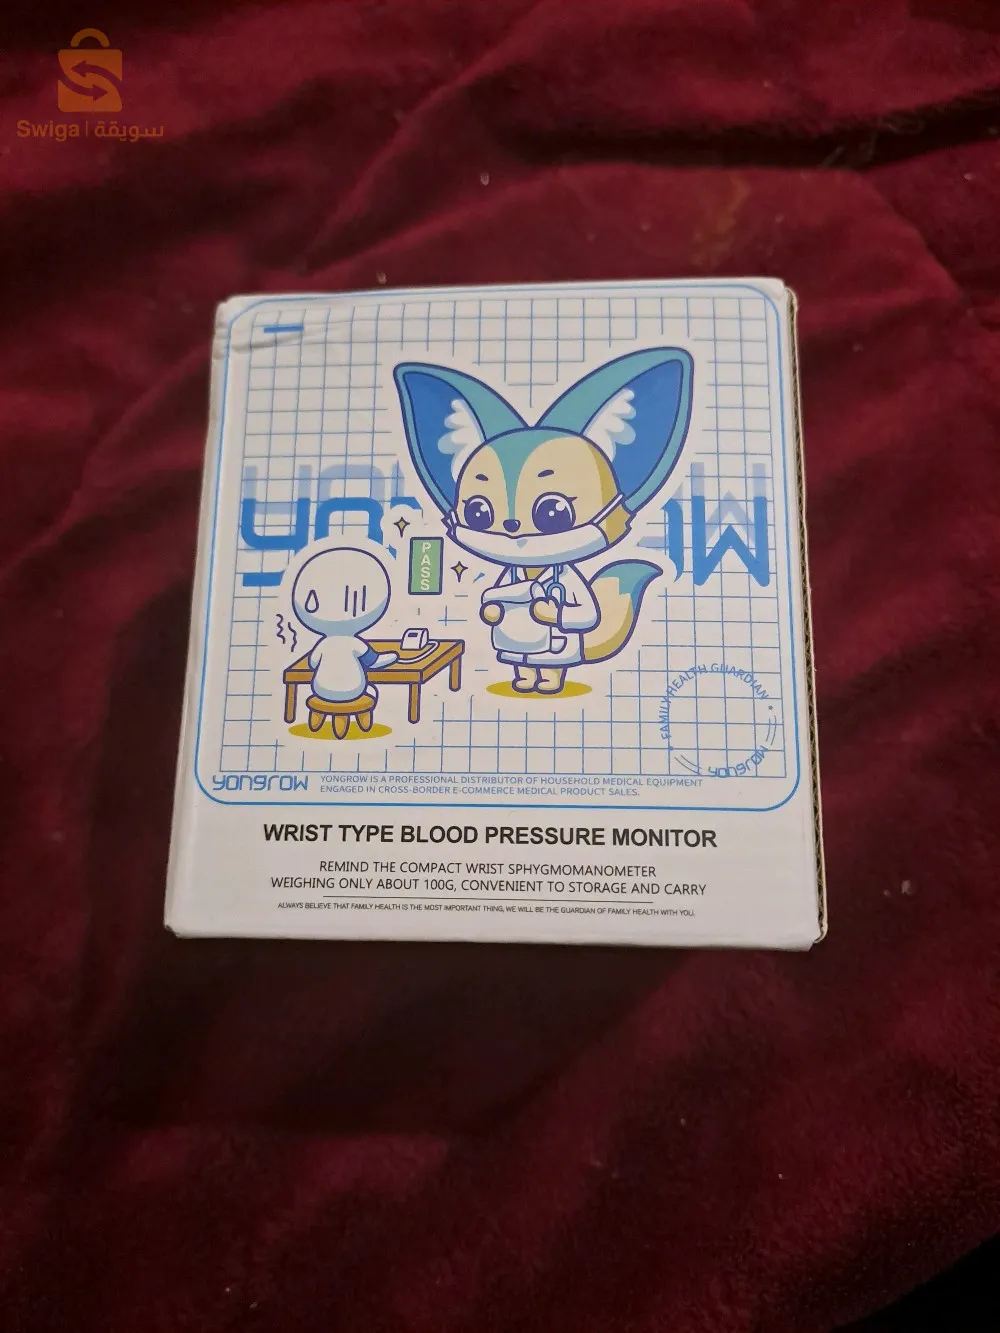 Swiga | سويقة
PASS
FAMILY HEALTH GUARDIAN
yongrow
yongrow
YONGROW IS A PROFESSIONAL DISTRIBUTOR OF HOUSEHOLD MEDICAL EQUIPMENT
ENGAGED IN CROSS-BORDER E-COMMERCE MEDICAL PRODUCT SALES.
WRIST TYPE BLOOD PRESSURE MONITOR
REMIND THE COMPACT WRIST SPHYGMOMANOMETER
WEIGHING ONLY ABOUT 100G, CONVENIENT TO STORAGE AND CARRY
ALWAYS BELIEVE THAT FAMILY HEALTH IS THE MOST IMPORTANT THING, WE WILL BE THE GUARDIAN OF FAMILY HEALTH WITH YOU.